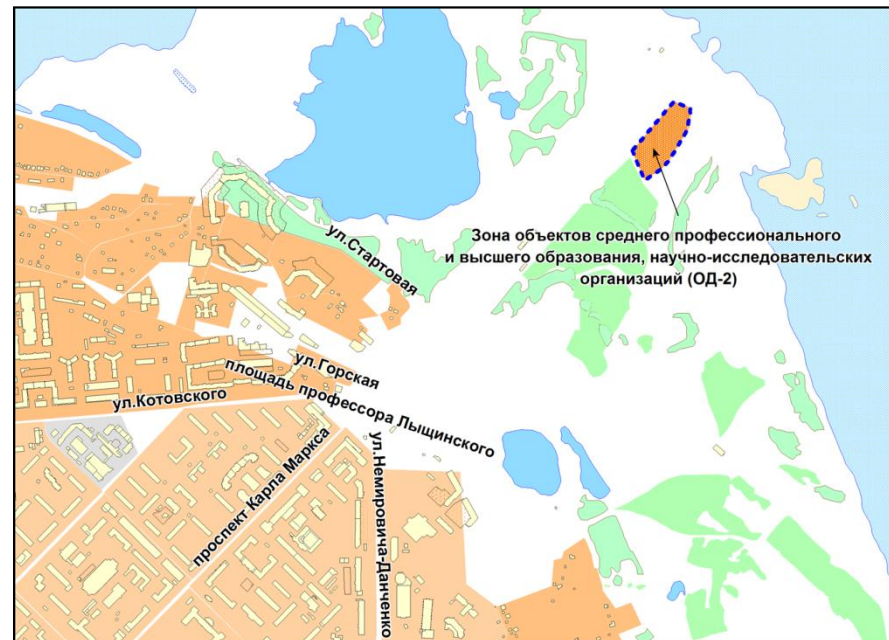 Зона объектов среднего профессионального
и высшего образования, научно-исследовательских
организаций (ОД-2)
ул.Стартовая
ул.Горская
площадь профессора Лыщинского
ул.Котовского
проспект Карла Маркса
ул.Немировича-Данченко